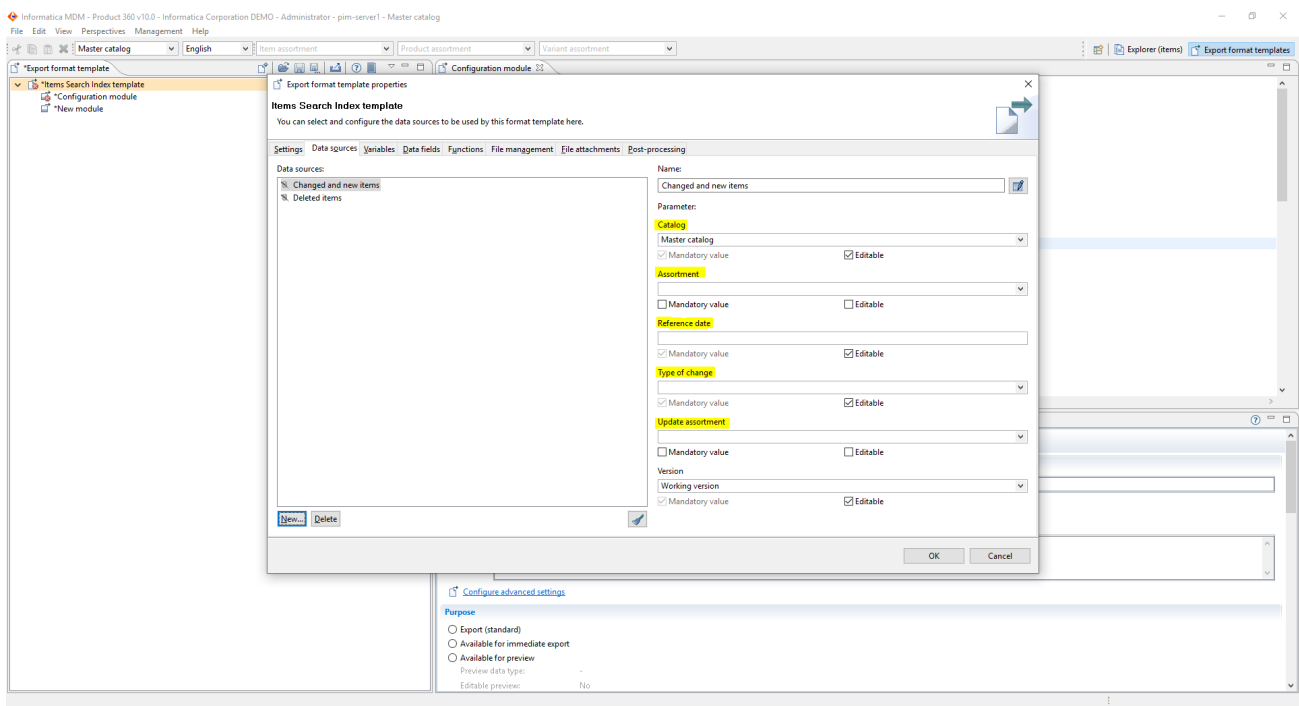 Informatica MDM - Product 360 v10.0 - Informatica Corporation DEMO - Administrator - pim-server1 - Master catalog
File Edit View Perspectives Management Help
Master catalog English Item assortment Product assortment Variant assortment Explorer (items) Export format templates
*Export format template Configuration module
*Items Search Index template
*Configuration module
*New module
Export format template properties
Items Search Index template
You can select and configure the data sources to be used by this format template here.
Settings Data sources Variables Data fields Functions File management File attachments Post-processing
Data sources:
Changed and new items
Deleted items
New... Delete
Name:
Changed and new items
Parameter:
Catalog
Master catalog
Mandatory value Editable
Assortment
Mandatory value Editable
Reference date
Mandatory value Editable
Type of change
Mandatory value Editable
Update assortment
Mandatory value Editable
Version
Working version
Mandatory value Editable
OK Cancel
Configure advanced settings
Purpose
Export (standard)
Available for immediate export
Available for preview
Preview data type: -
Editable preview: No